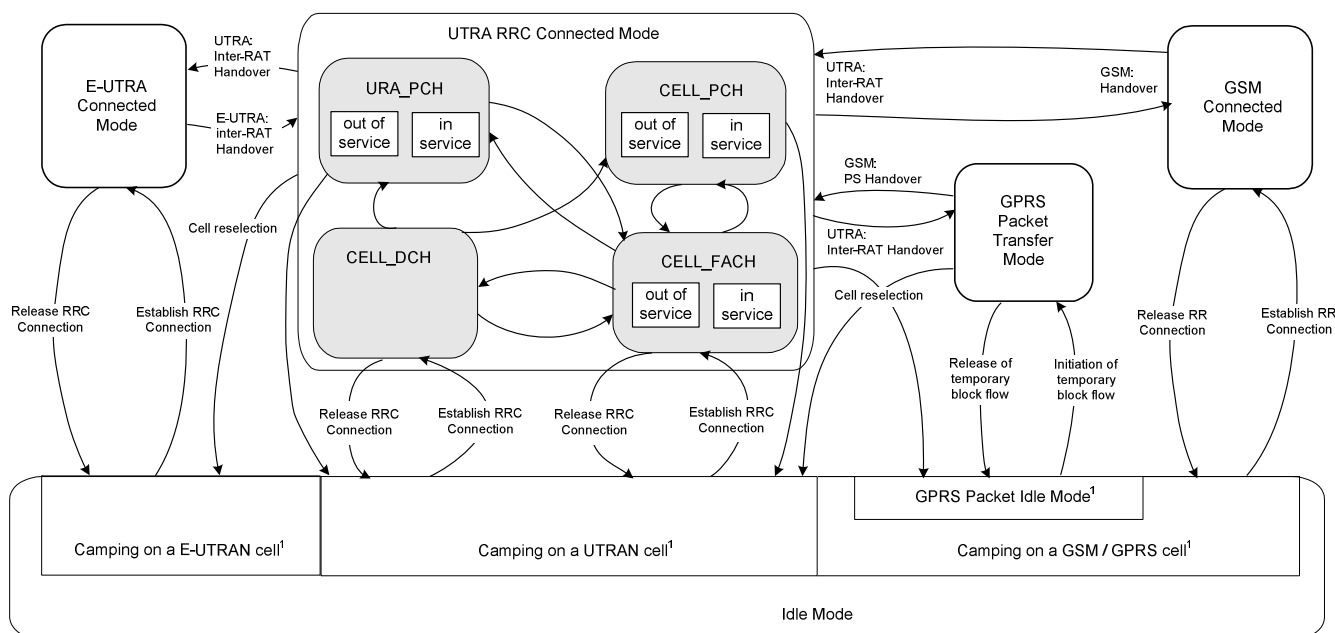 UTRA RRC Connected Mode
E-UTRA
Connected
Mode
UTRA:
Inter-RAT
Handover
E-UTRA:
inter-RAT
Handover
URA_PCH
out of
service
in
service
CELL_PCH
out of
service
in
service
UTRA:
Inter-RAT
Handover
GSM:
Handover
GSM
Connected
Mode
GSM:
PS Handover
UTRA:
Inter-RAT Handover
GPRS
Packet
Transfer
Mode
Cell reselection
CELL_DCH
CELL_FACH
out of
service
in
service
Cell reselection
Release RRC
Connection
Establish RRC
Connection
Release RRC
Connection
Establish RRC
Connection
Release RRC
Connection
Establish RRC
Connection
Release of
temporary
block flow
Initiation of
temporary
block flow
Release RR
Connection
Establish RR
Connection
GPRS Packet Idle Mode¹
Camping on a E-UTRAN cell¹
Camping on a UTRAN cell¹
Camping on a GSM / GPRS cell¹
Idle Mode